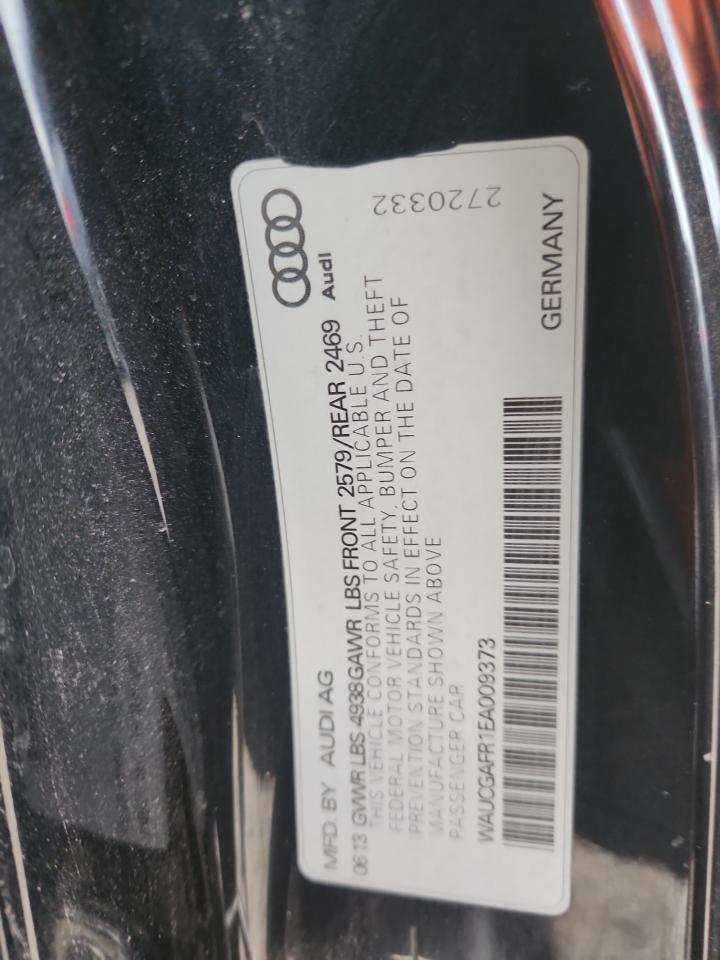 MFD. BY AUDI AG
06 13 GVWR LBS 4938 GAWR LBS FRONT 2579/REAR 2469
Audi
THIS VEHICLE CONFORMS TO ALL APPLICABLE U.S.
FEDERAL MOTOR VEHICLE SAFETY, BUMPER AND THEFT
PREVENTION STANDARDS IN EFFECT ON THE DATE OF
MANUFACTURE SHOWN ABOVE
PASSENGER CAR
2720332
WAUCGAFR1EA009373
GERMANY